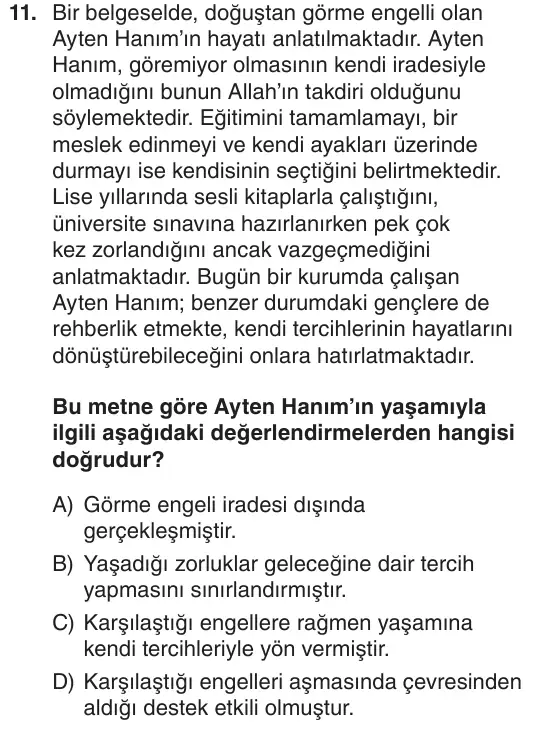 11. Bir belgeselde, doğuştan görme engelli olan
Ayten Hanım’ın hayatı anlatılmaktadır. Ayten
Hanım, göremiyor olmasının kendi iradesiyle
olmadığını bunun Allah’ın takdiri olduğunu
söylemektedir. Eğitimini tamamlamayı, bir
meslek edinmeyi ve kendi ayakları üzerinde
durmayı ise kendisinin seçtiğini belirtmektedir.
Lise yıllarında sesli kitaplarla çalıştığını,
üniversite sınavına hazırlanırken pek çok
kez zorlandığını ancak vazgeçmediğini
anlatmaktadır. Bugün bir kurumda çalışan
Ayten Hanım; benzer durumdaki gençlere de
rehberlik etmekte, kendi tercihlerinin hayatlarını
dönüştürebileceğini onlara hatırlatmaktadır.
Bu metne göre Ayten Hanım’ın yaşamıyla
ilgili aşağıdaki değerlendirmelerden hangisi
doğrudur?
A) Görme engeli iradesi dışında
gerçekleşmiştir.
B) Yaşadığı zorluklar geleceğine dair tercih
yapmasını sınırlandırmıştır.
C) Karşılaştığı engellere rağmen yaşamına
kendi tercihleriyle yön vermiştir.
D) Karşılaştığı engelleri aşmasında çevresinden
aldığı destek etkili olmuştur.